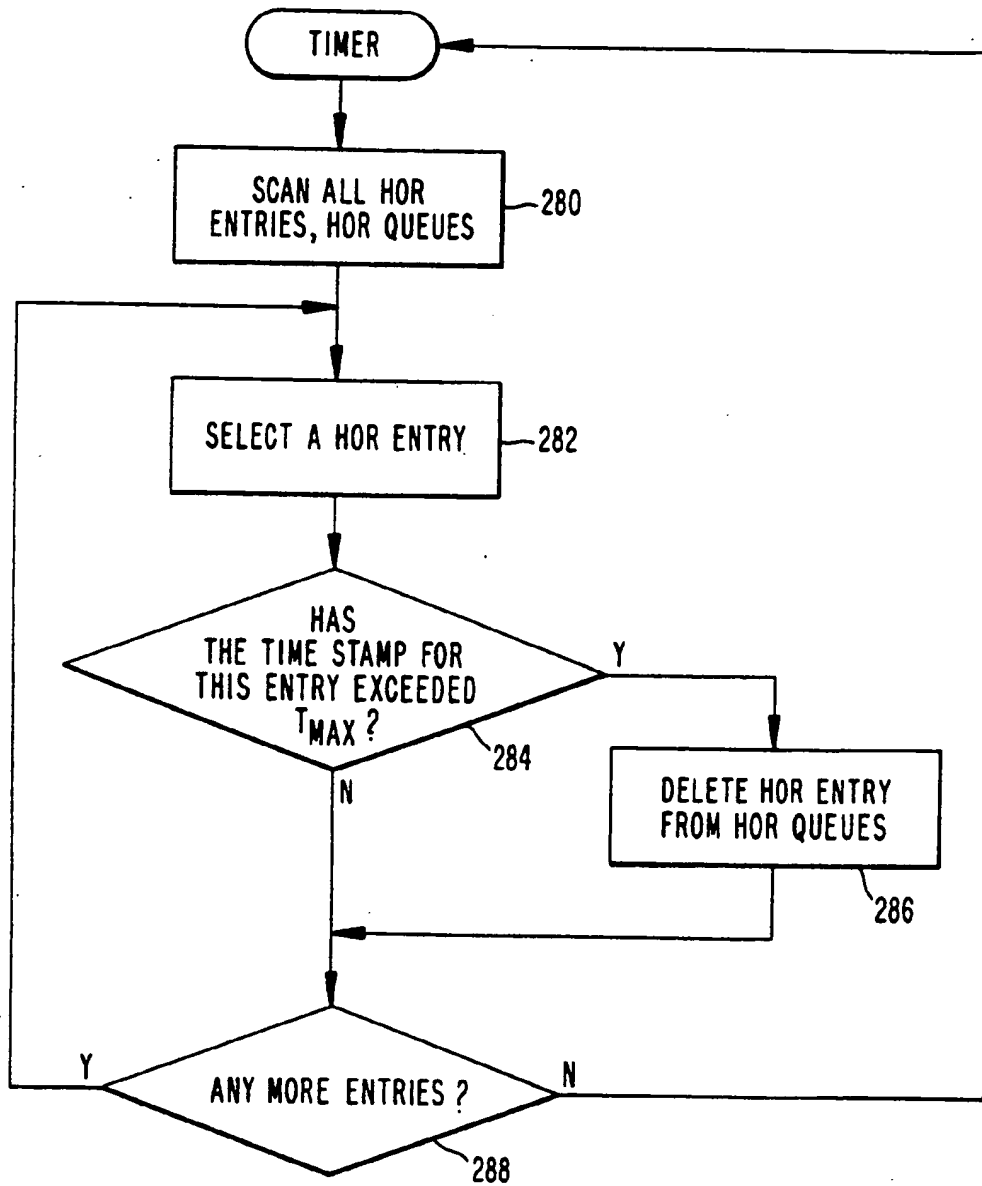 TIMER
SCAN ALL HOR
ENTRIES, HOR QUEUES
280
SELECT A HOR ENTRY
282
HAS
THE TIME STAMP FOR
THIS ENTRY EXCEEDED
TMAX ?
Y
284
N
DELETE HOR ENTRY
FROM HOR QUEUES
286
Y
ANY MORE ENTRIES ?
N
288